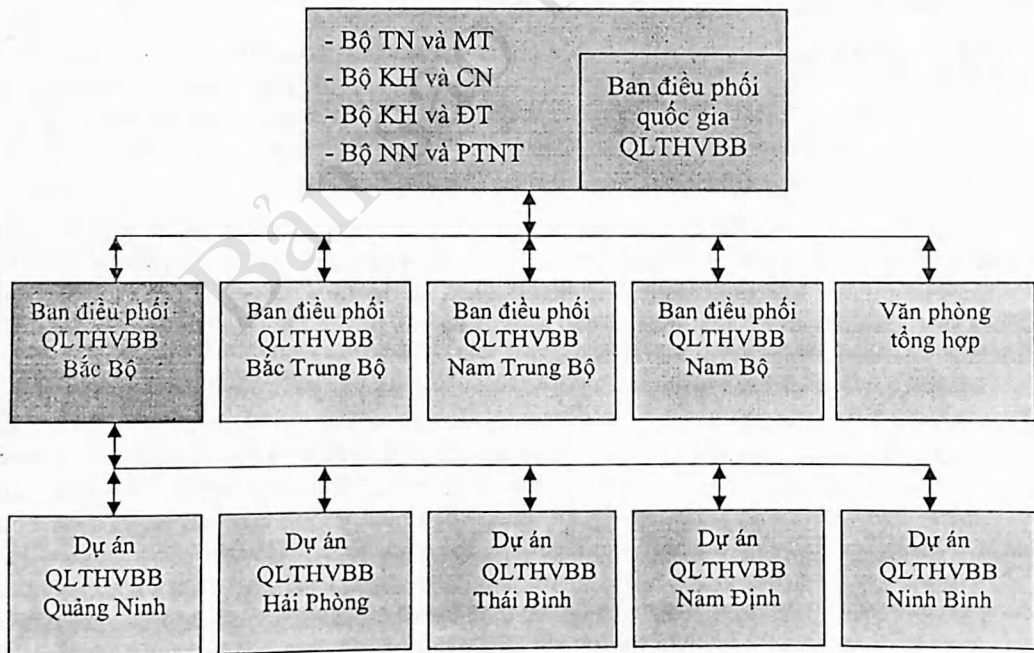 - Bộ TN và MT
- Bộ KH và CN
- Bộ KH và ĐT
- Bộ NN và PTNT
Ban điều phối
quốc gia
QLTHVBB
Ban điều phối
QLTHVBB
Bắc Bộ
Ban điều phối
QLTHVBB
Bắc Trung Bộ
Ban điều phối
QLTHVBB
Nam Trung Bộ
Ban điều phối
QLTHVBB
Nam Bộ
Văn phòng
tổng hợp
Dự án
QLTHVBB
Quảng Ninh
Dự án
QLTHVBB
Hải Phòng
Dự án
QLTHVBB
Thái Bình
Dự án
QLTHVBB
Nam Định
Dự án
QLTHVBB
Ninh Bình
Bản